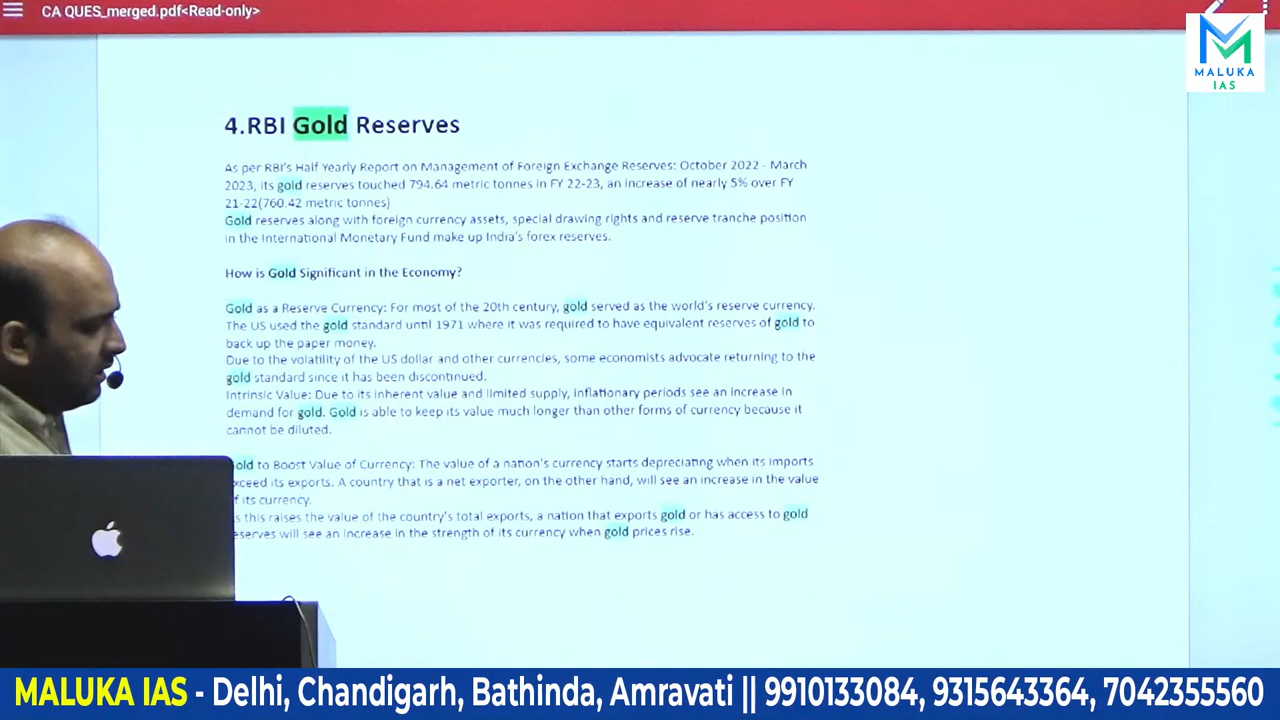 CA QUES_merged.pdf<Read-only>
MALUKA
IAS
4.RBI Gold Reserves
As per RBI's Half Yearly Report on Management of Foreign Exchange Reserves: October 2022 - March
2023, its gold reserves touched 794.64 metric tonnes in FY 22-23, an increase of nearly 5% over FY
21-22(760.42 metric tonnes)
Gold reserves along with foreign currency assets, special drawing rights and reserve tranche position
in the International Monetary Fund make up India's forex reserves.
How is Gold Significant in the Economy?
Gold as a Reserve Currency: For most of the 20th century, gold served as the world's reserve currency.
The US used the gold standard until 1971 where it was required to have equivalent reserves of gold to
back up the paper money.
Due to the volatility of the US dollar and other currencies, some economists advocate returning to the
gold standard since it has been discontinued.
Intrinsic Value: Due to its inherent value and limited supply, inflationary periods see an increase in
demand for gold. Gold is able to keep its value much longer than other forms of currency because it
cannot be diluted.
old to Boost Value of Currency: The value of a nation's currency starts depreciating when its imports
xceed its exports. A country that is a net exporter, on the other hand, will see an increase in the value
f its currency.
s this raises the value of the country's total exports, a nation that exports gold or has access to gold
eserves will see an increase in the strength of its currency when gold prices rise.
MALUKA IAS - Delhi, Chandigarh, Bathinda, Amravati || 9910133084, 9315643364, 7042355560